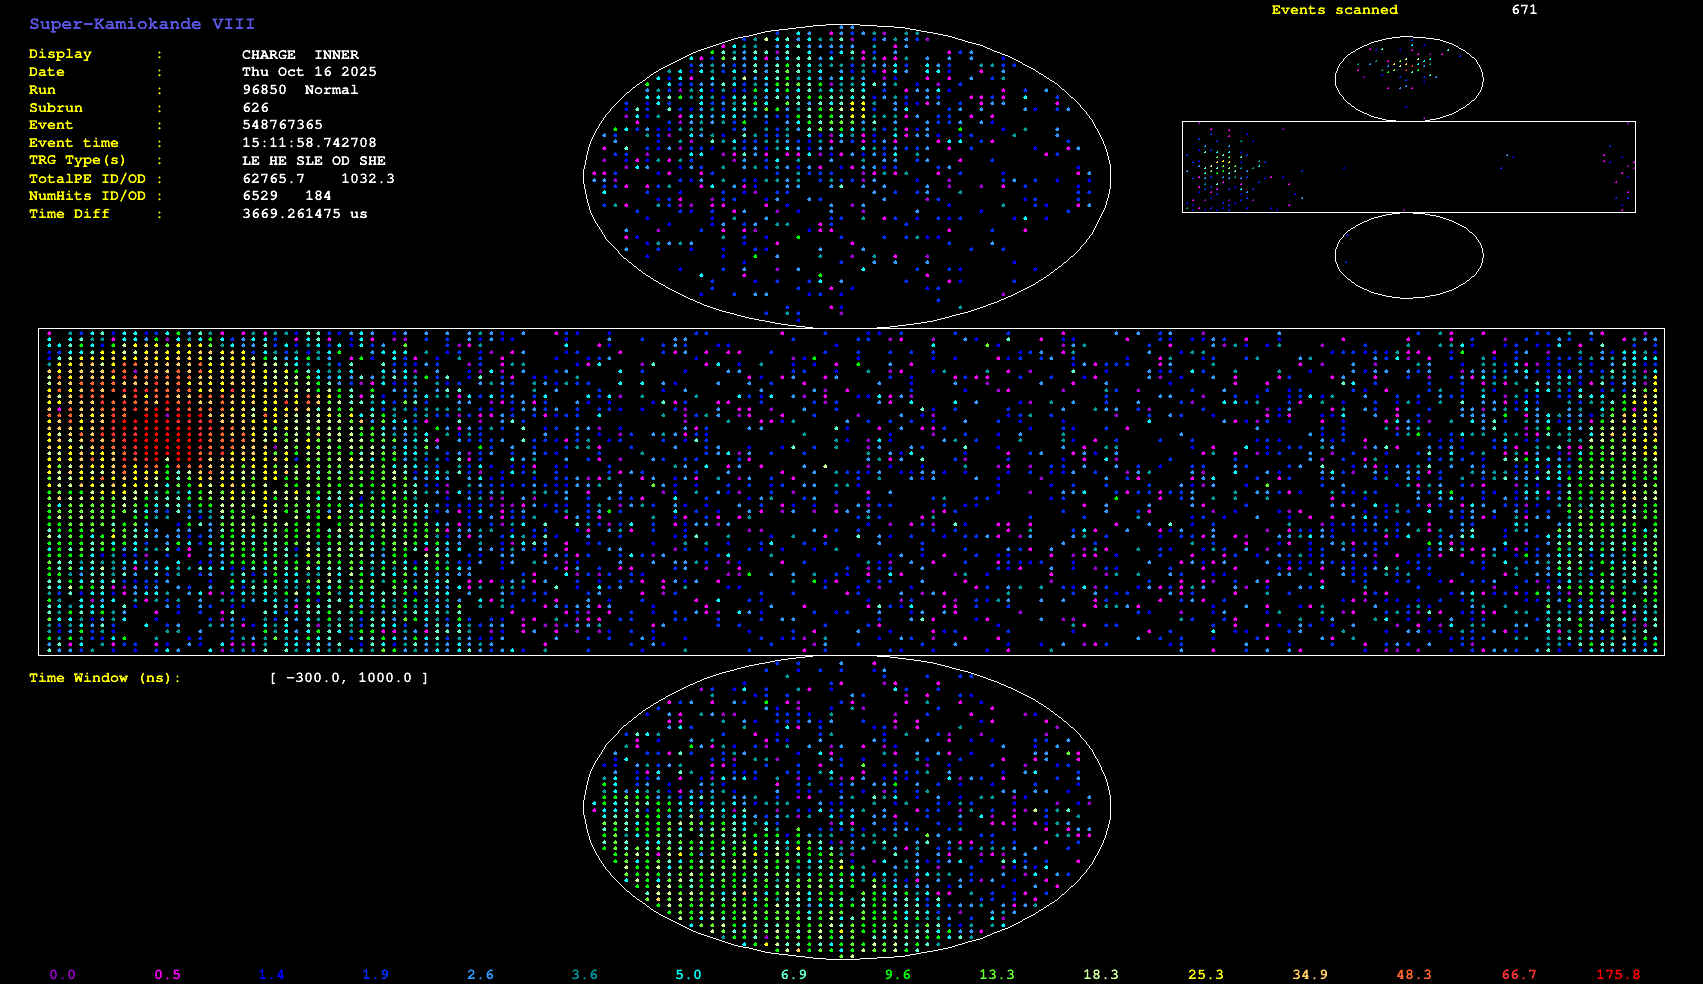 Super-Kamiokande VIII
Events scanned 671
Display : CHARGE INNER
Date : Thu Oct 16 2025
Run : 96850 Normal
Subrun : 626
Event : 548767365
Event time : 15:11:58.742708
TRG Type(s) : LE HE SLE OD SHE
TotalPE ID/OD : 62765.7 1032.3
NumHits ID/OD : 6529 184
Time Diff : 3669.261475 us
Time Window (ns): [ -300.0, 1000.0 ]
0.0 0.5 1.4 1.9 2.6 3.6 5.0 6.9 9.6 13.3 18.3 25.3 34.9 48.3 66.7 175.8